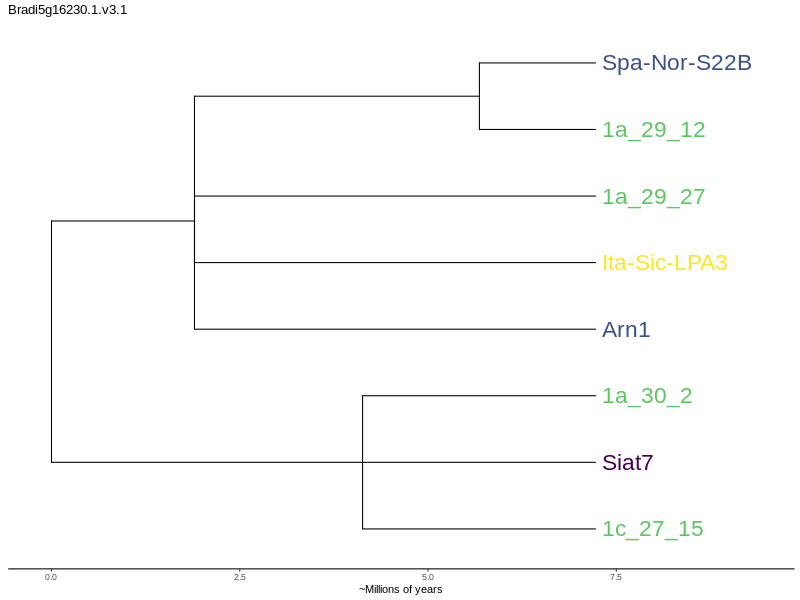 Bradi5g16230.1.v3.1
Spa-Nor-S22B
1a_29_12
1a_29_27
Ita-Sic-LPA3
Arn1
1a_30_2
Siat7
1c_27_15
0.0 2.5 5.0 7.5
~Millions of years